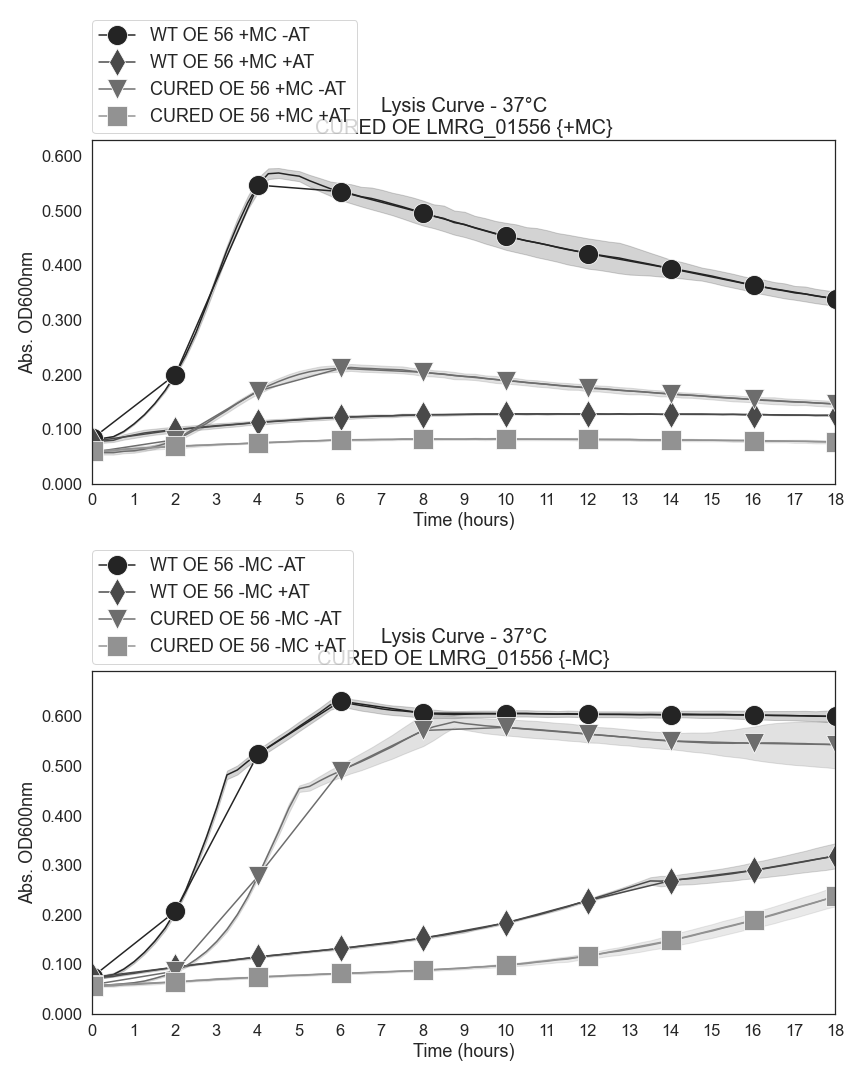 WT OE 56 +MC -AT
WT OE 56 +MC +AT
CURED OE 56 +MC -AT
CURED OE 56 +MC +AT
Lysis Curve - 37°C
CURED OE LMRG_01556 {+MC}
0.600
0.500
0.400
0.300
0.200
0.100
0.000
Abs. OD600nm
0 1 2 3 4 5 6 7 8 9 10 11 12 13 14 15 16 17 18
Time (hours)
WT OE 56 -MC -AT
WT OE 56 -MC +AT
CURED OE 56 -MC -AT
CURED OE 56 -MC +AT
Lysis Curve - 37°C
CURED OE LMRG_01556 {-MC}
0.600
0.500
0.400
0.300
0.200
0.100
0.000
Abs. OD600nm
0 1 2 3 4 5 6 7 8 9 10 11 12 13 14 15 16 17 18
Time (hours)